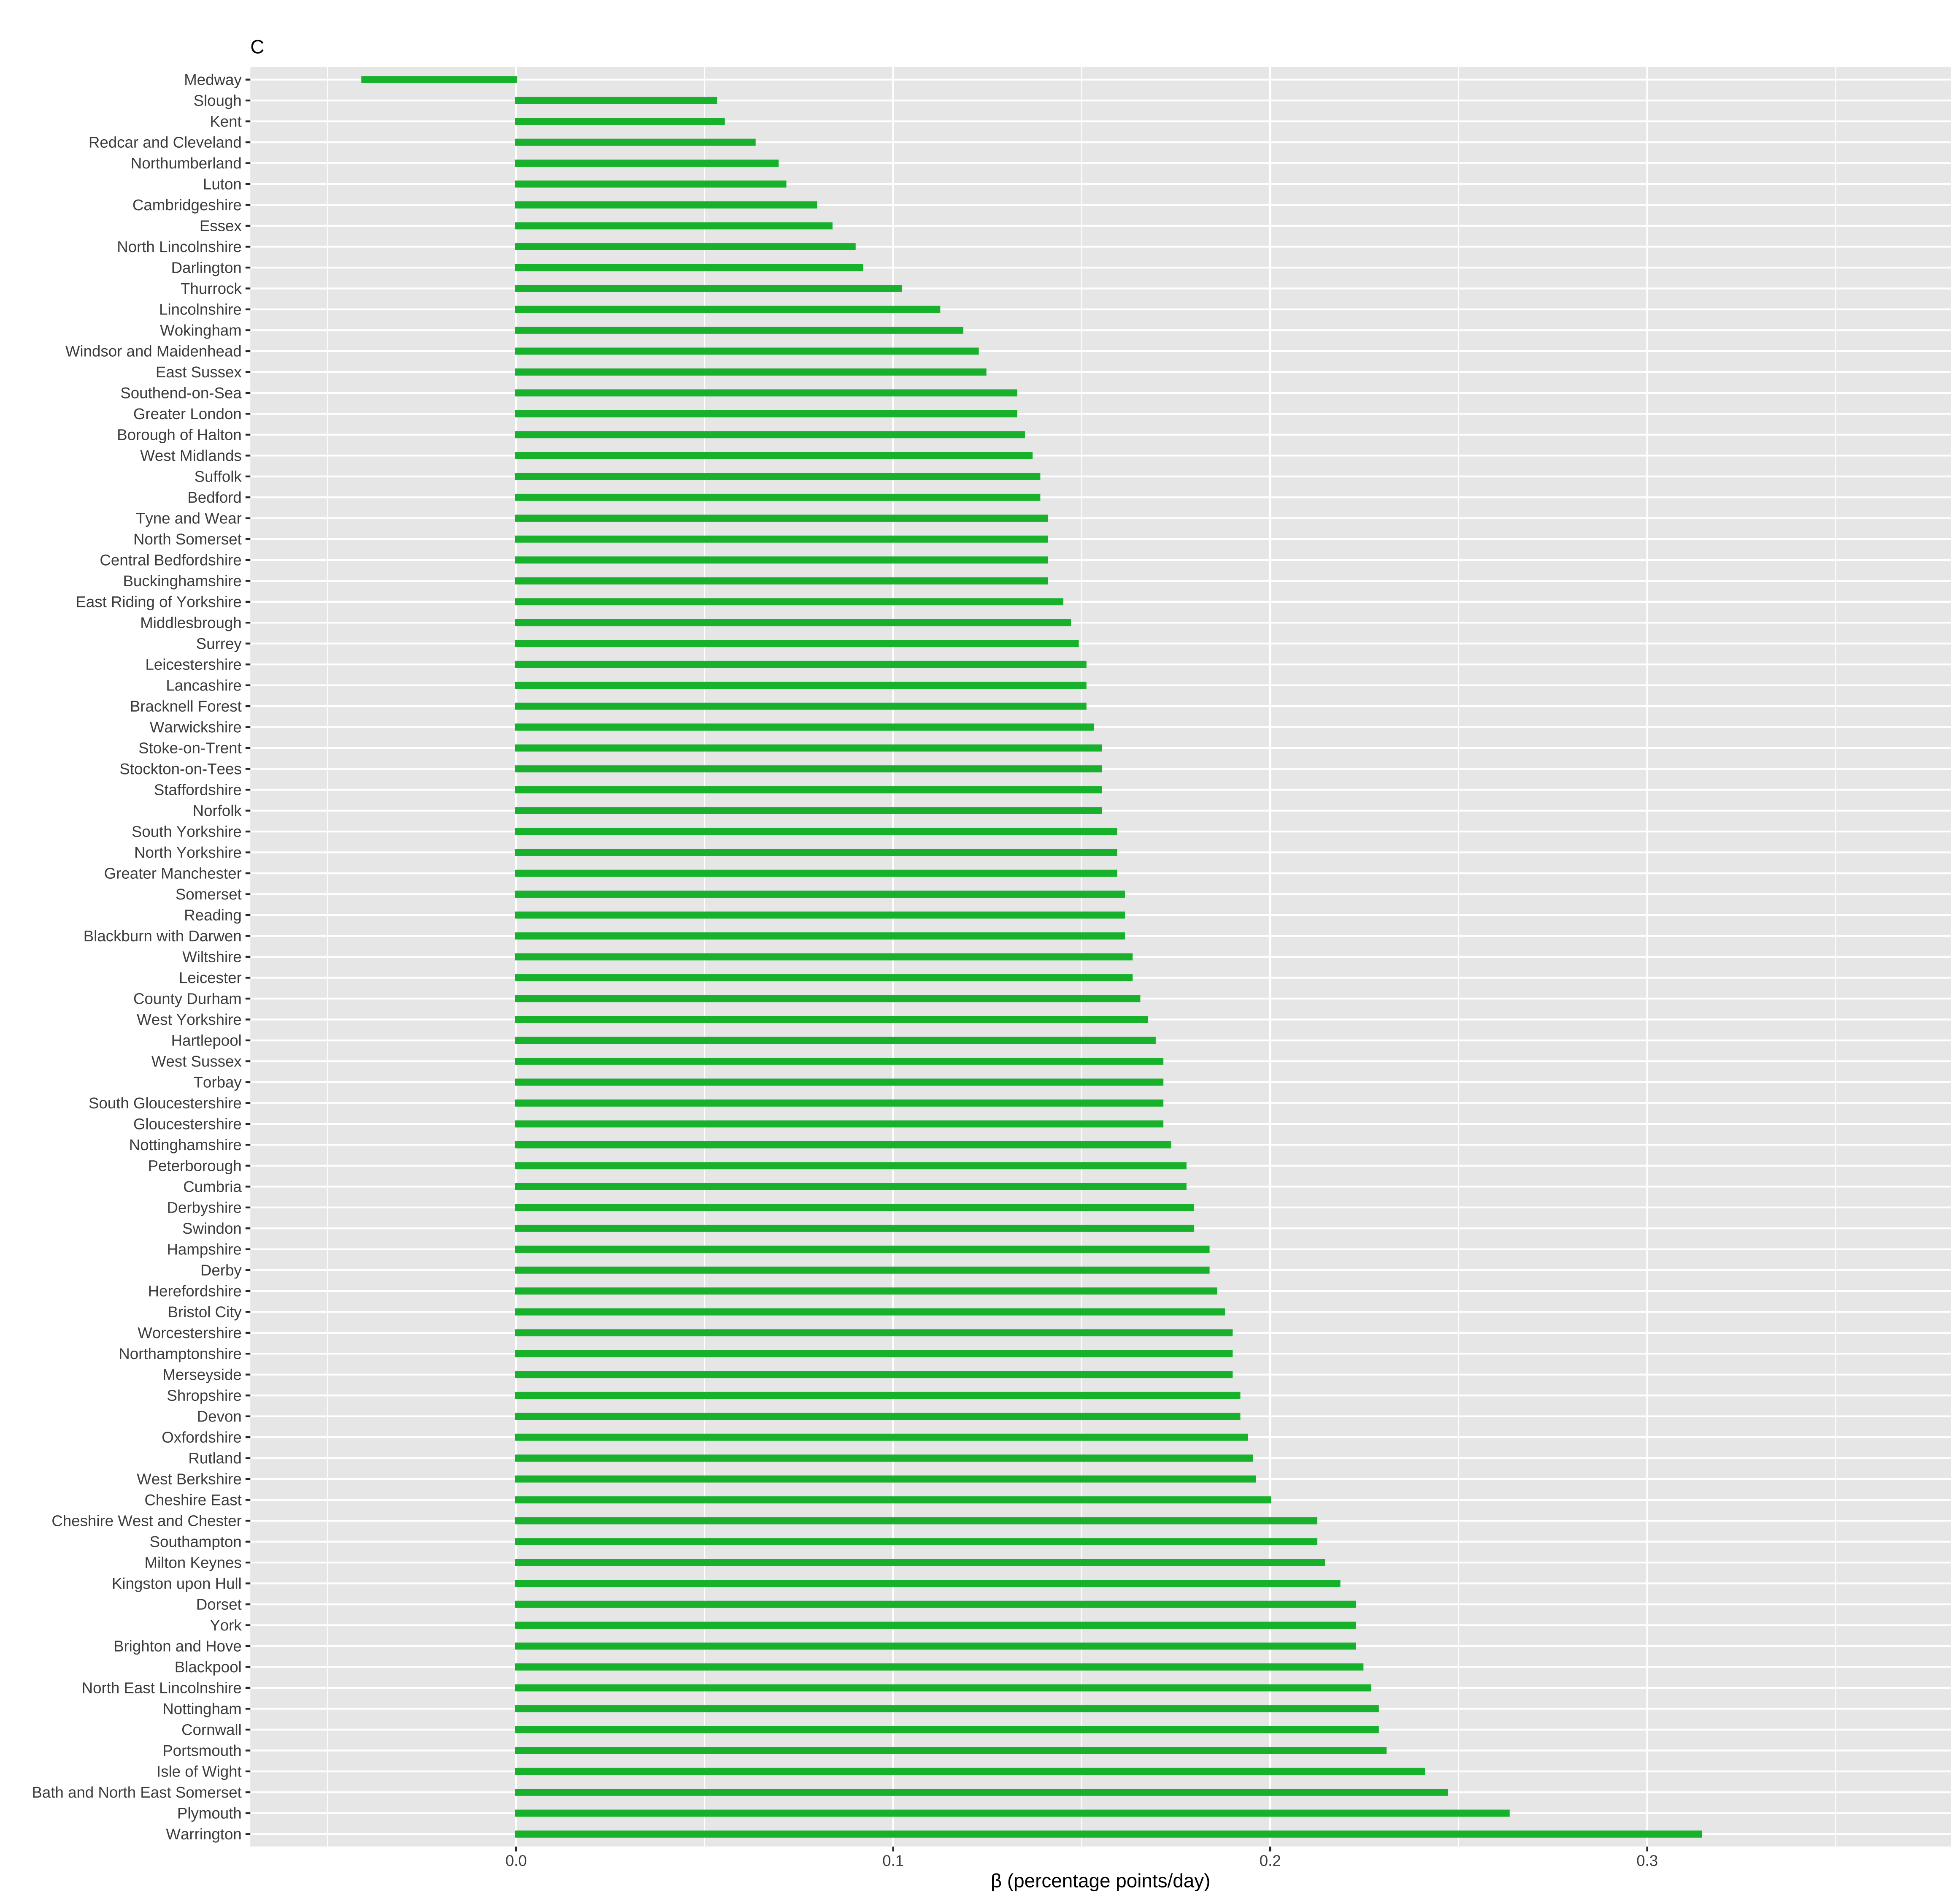 C
Medway
Slough
Kent
Redcar and Cleveland
Northumberland
Luton
Cambridgeshire
Essex
North Lincolnshire
Darlington
Thurrock
Lincolnshire
Wokingham
Windsor and Maidenhead
East Sussex
Southend-on-Sea
Greater London
Borough of Halton
West Midlands
Suffolk
Bedford
Tyne and Wear
North Somerset
Central Bedfordshire
Buckinghamshire
East Riding of Yorkshire
Middlesbrough
Surrey
Leicestershire
Lancashire
Bracknell Forest
Warwickshire
Stoke-on-Trent
Stockton-on-Tees
Staffordshire
Norfolk
South Yorkshire
North Yorkshire
Greater Manchester
Somerset
Reading
Blackburn with Darwen
Wiltshire
Leicester
County Durham
West Yorkshire
Hartlepool
West Sussex
Torbay
South Gloucestershire
Gloucestershire
Nottinghamshire
Peterborough
Cumbria
Derbyshire
Swindon
Hampshire
Derby
Herefordshire
Bristol City
Worcestershire
Northamptonshire
Merseyside
Shropshire
Devon
Oxfordshire
Rutland
West Berkshire
Cheshire East
Cheshire West and Chester
Southampton
Milton Keynes
Kingston upon Hull
Dorset
York
Brighton and Hove
Blackpool
North East Lincolnshire
Nottingham
Cornwall
Portsmouth
Isle of Wight
Bath and North East Somerset
Plymouth
Warrington
0.0 0.1 0.2 0.3
β (percentage points/day)